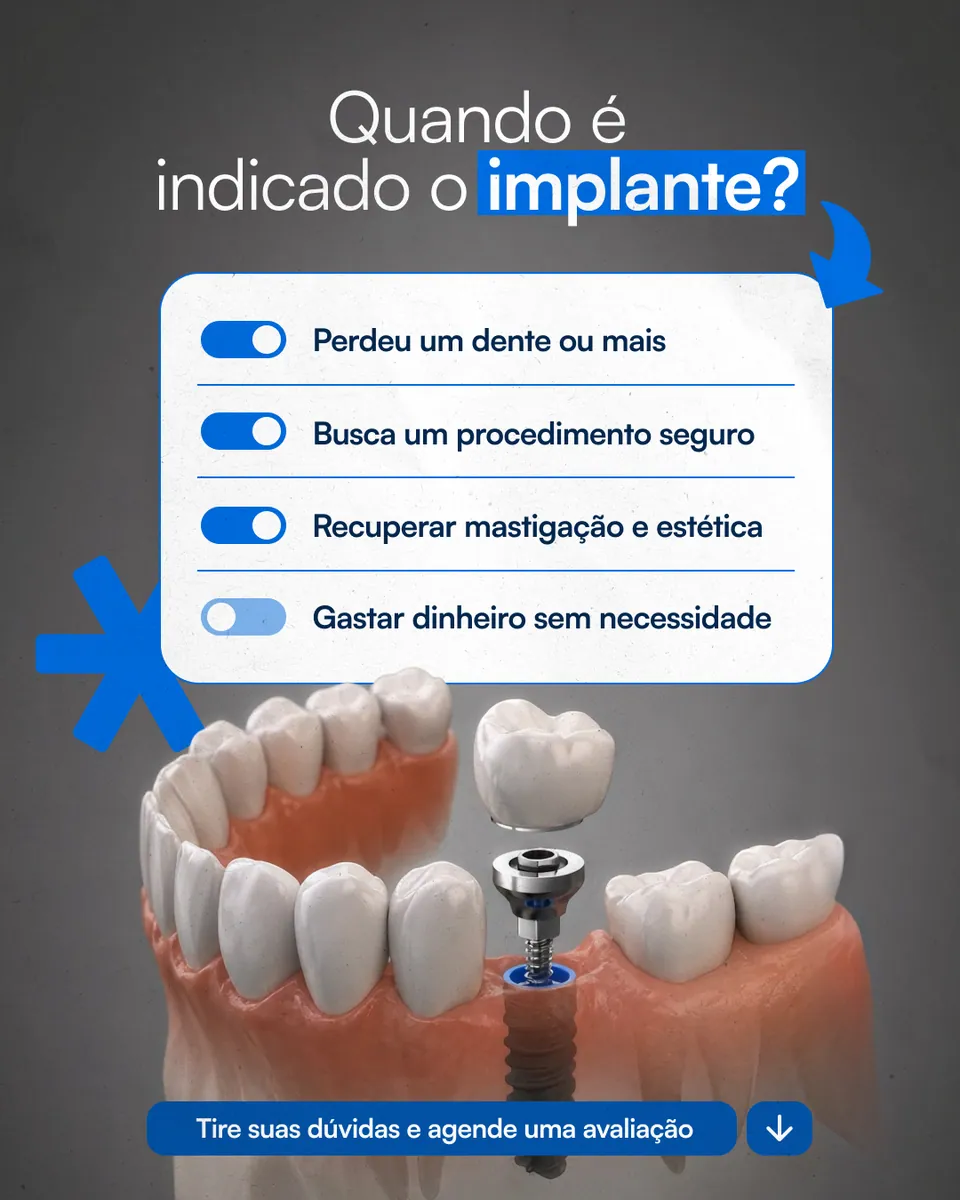 Quando é
indicado o implante?
Perdeu um dente ou mais
Busca um procedimento seguro
Recuperar mastigação e estética
Gastar dinheiro sem necessidade
Tire suas dúvidas e agende uma avaliação